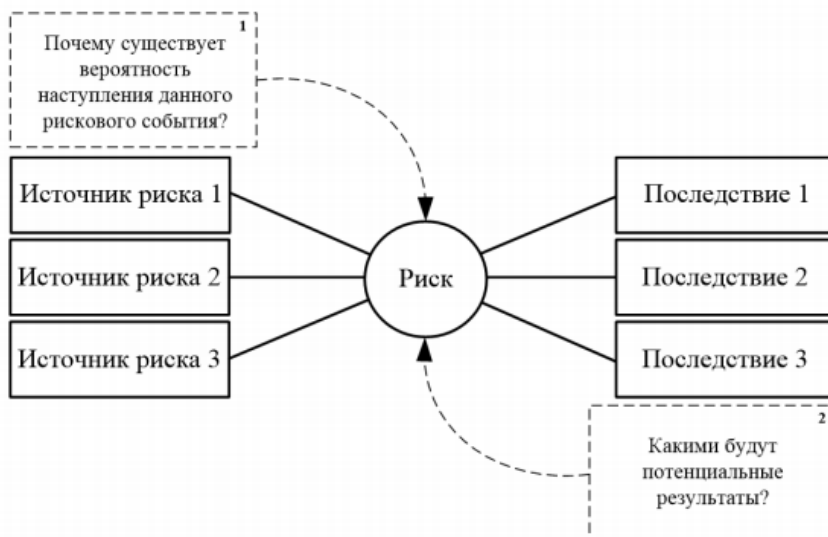 1
Почему существует
вероятность
наступления данного
рискового события?
Источник риска 1
Источник риска 2
Источник риска 3
Риск
Последствие 1
Последствие 2
Последствие 3
2
Какими будут
потенциальные
результаты?